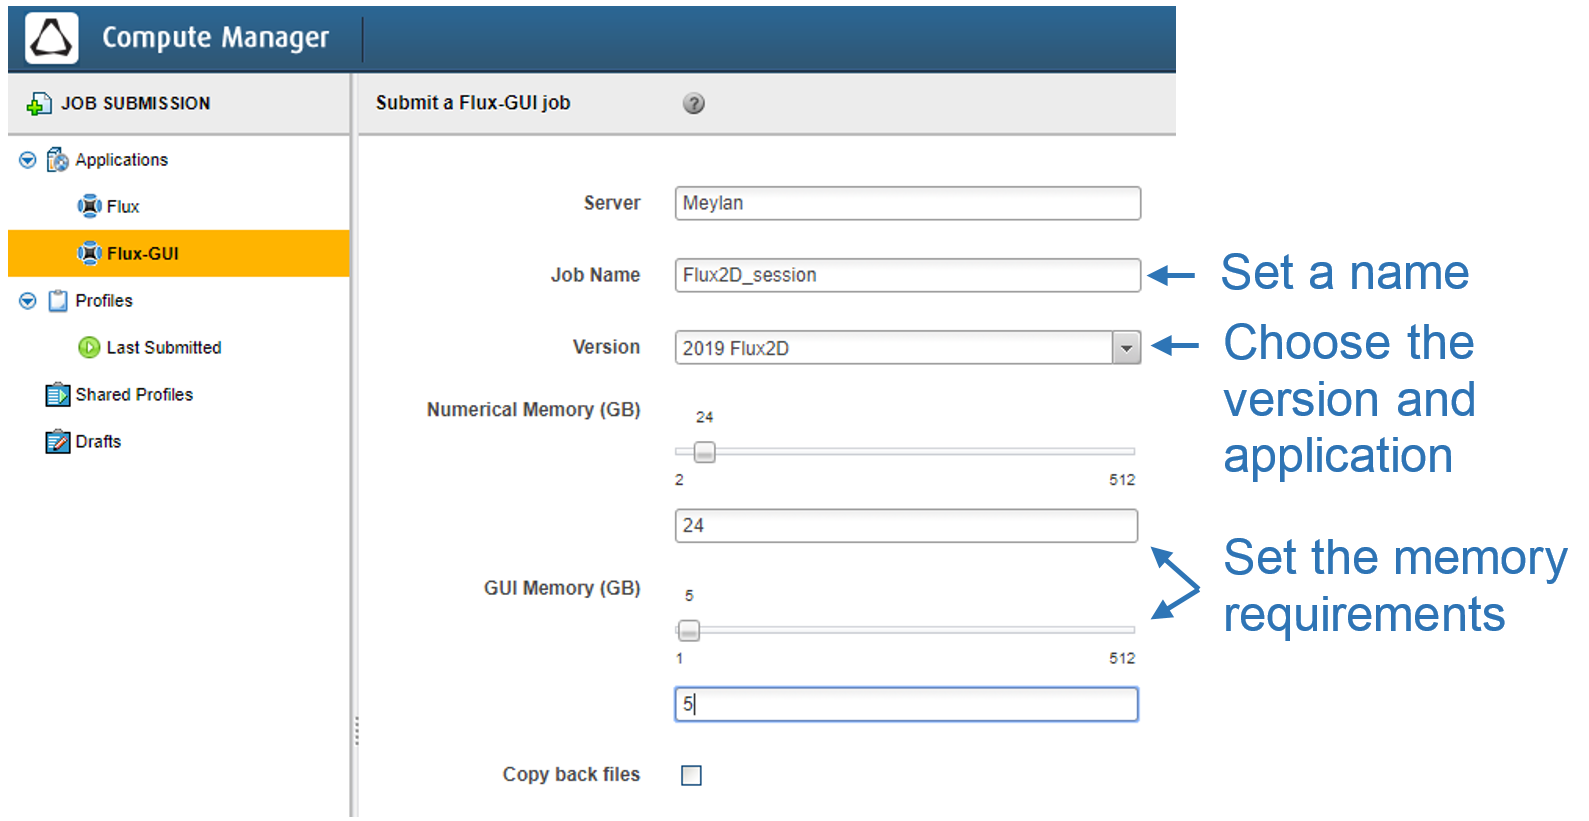 Compute Manager
JOB SUBMISSION
Submit a Flux-GUI job
?
Applications
Flux
Flux-GUI
Profiles
Last Submitted
Shared Profiles
Drafts
Server
Meylan
Job Name
Flux2D_session
Version
2019 Flux2D
Numerical Memory (GB)
24
2
512
24
GUI Memory (GB)
5
1
512
5
Copy back files
Set a name
Choose the
version and
application
Set the memory
requirements